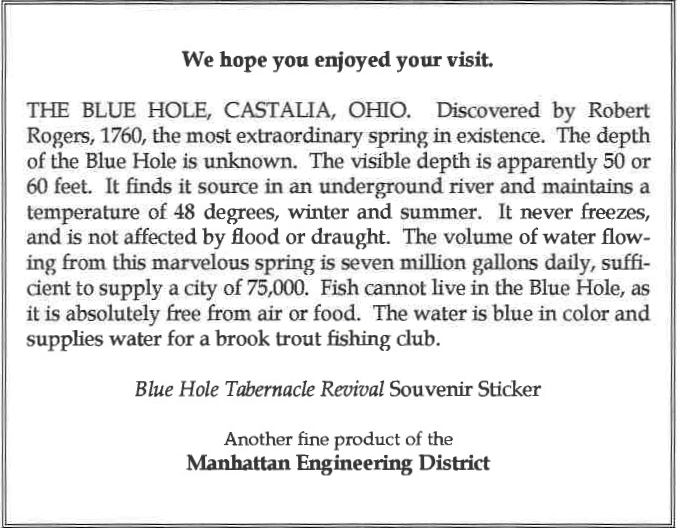 We hope you enjoyed your visit.
THE BLUE HOLE, CASTALIA, OHIO. Discovered by Robert
Rogers, 1760, the most extraordinary spring in existence. The depth
of the Blue Hole is unknown. The visible depth is apparently 50 or
60 feet. It finds it source in an underground river and maintains a
temperature of 48 degrees, winter and summer. It never freezes,
and is not affected by flood or draught. The volume of water flow-
ing from this marvelous spring is seven million gallons daily, suffi-
cient to supply a city of 75,000. Fish cannot live in the Blue Hole, as
it is absolutely free from air or food. The water is blue in color and
supplies water for a brook trout fishing club.
Blue Hole Tabernacle Revival Souvenir Sticker
Another fine product of the
Manhattan Engineering District